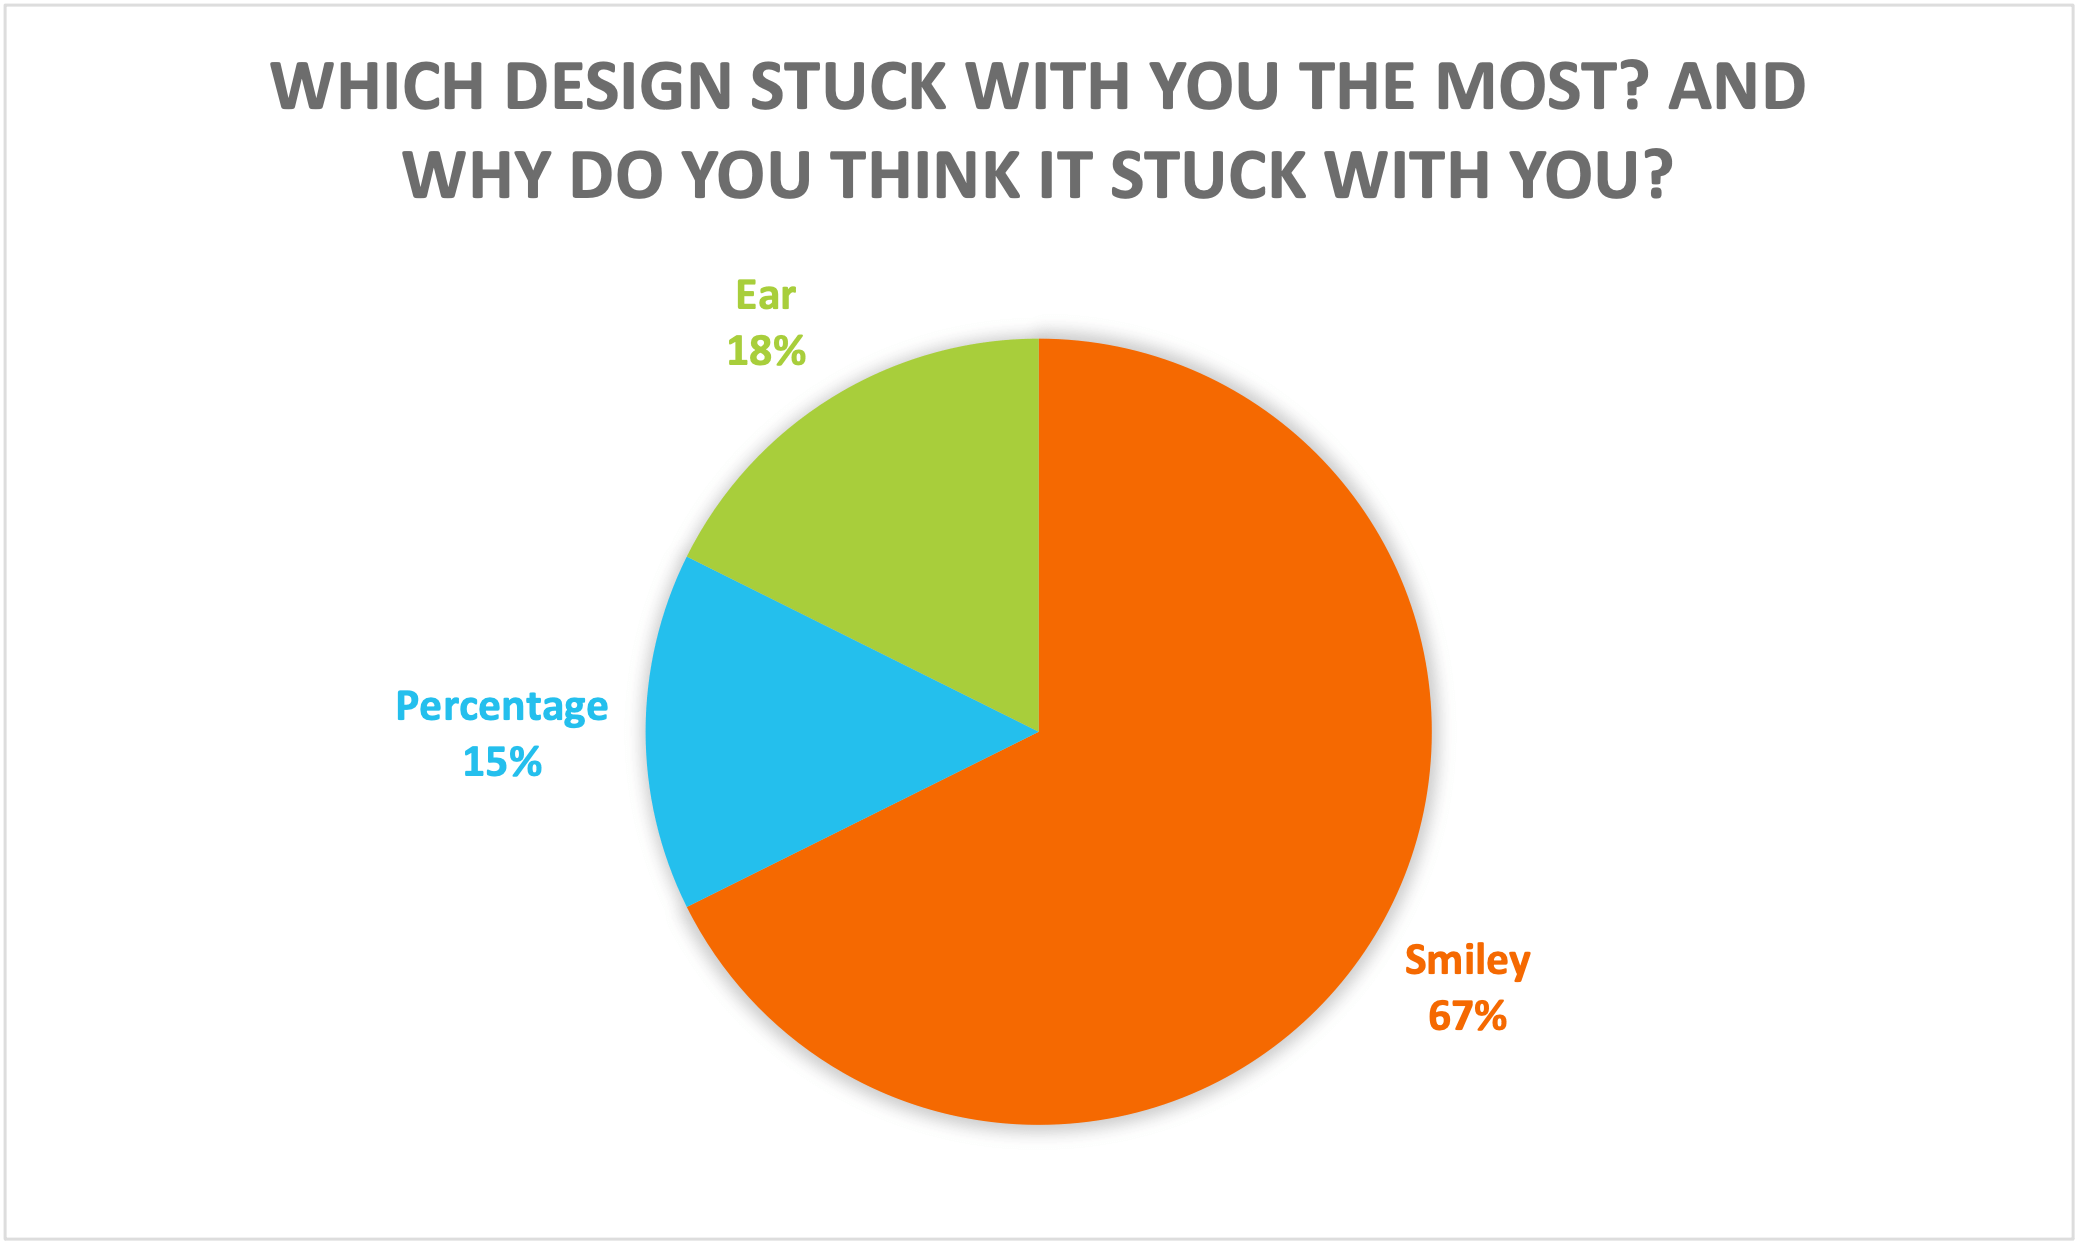 WHICH DESIGN STUCK WITH YOU THE MOST? AND
WHY DO YOU THINK IT STUCK WITH YOU?
Ear
18%
Percentage
15%
Smiley
67%